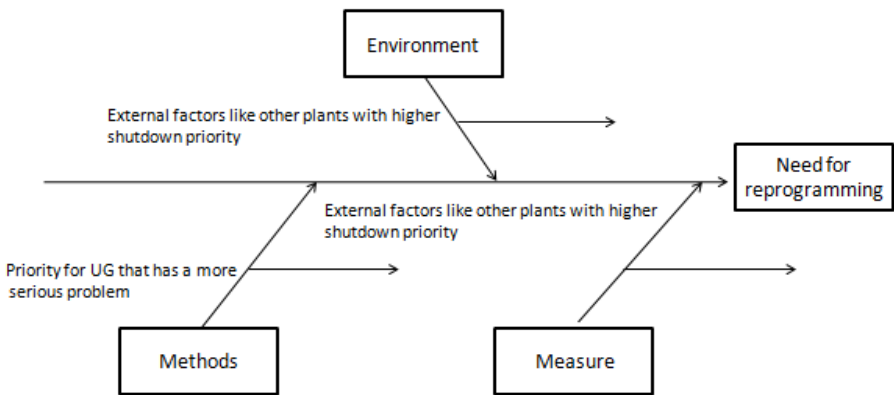 Environment
External factors like other plants with higher
shutdown priority
Need for
reprogramming
External factors like other plants with higher
shutdown priority
Priority for UG that has a more
serious problem
Methods
Measure